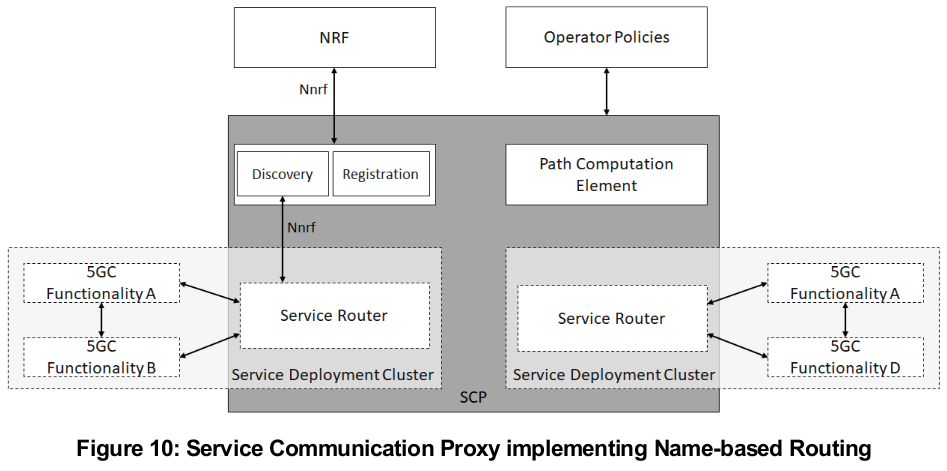 NRF
Operator Policies
Nnrf
Discovery
Registration
Path Computation
Element
Nnrf
5GC
Functionality A
5GC
Functionality B
Service Router
Service Deployment Cluster
Service Router
Service Deployment Cluster
5GC
Functionality A
5GC
Functionality D
SCP
Figure 10: Service Communication Proxy implementing Name-based Routing